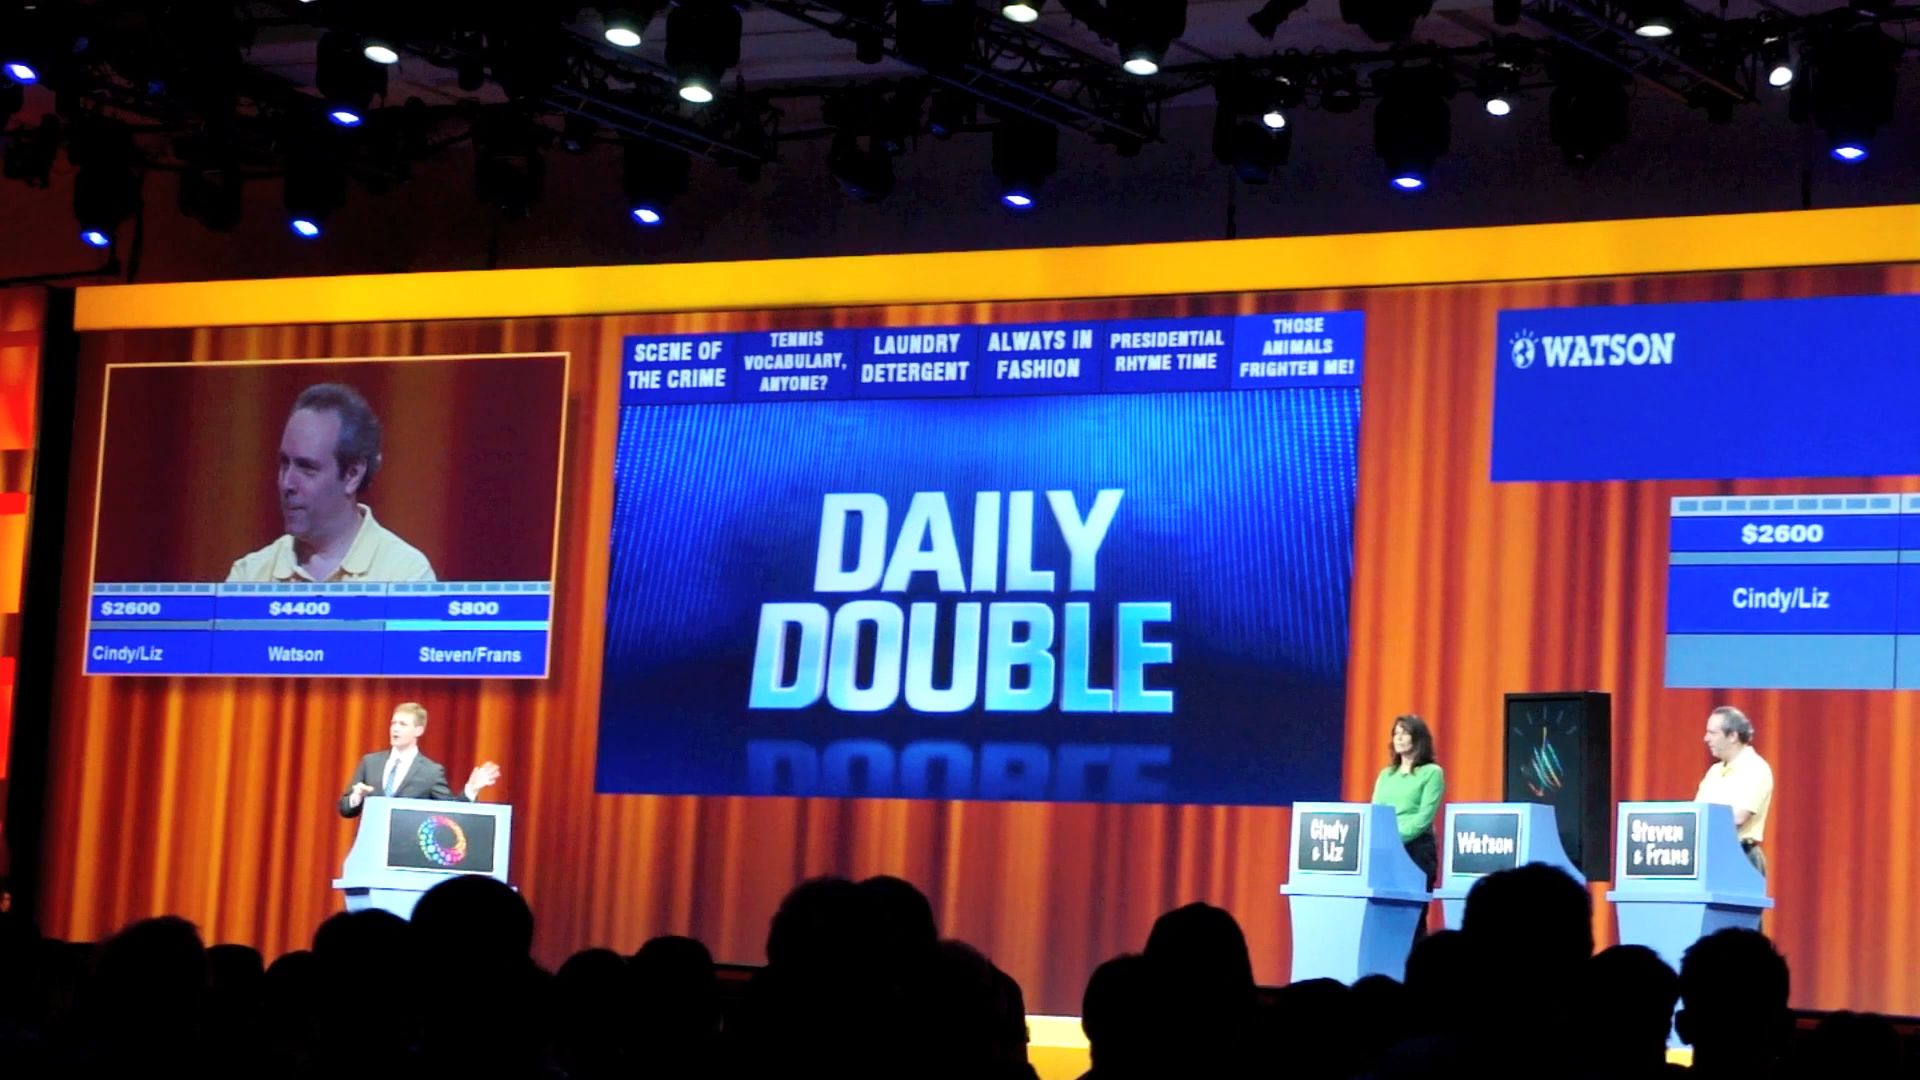 SCENE OF
THE CRIME
TENNIS
VOCABULARY,
ANYONE?
LAUNDRY
DETERGENT
ALWAYS IN
FASHION
PRESIDENTIAL
RHYME TIME
THOSE
ANIMALS
FRIGHTEN ME!
WATSON
DAILY
DOUBLE
$2600
Cindy/Liz
$2600 $4400 $800
Cindy/Liz Watson Steven/Frans
Cindy
& Liz
Watson
Steven
& Frans